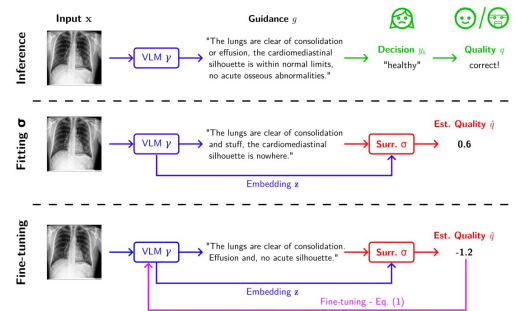 Input x
Guidance g
Inference
VLM γ
"The lungs are clear of consolidation
or effusion, the cardiomediastinal
silhouette is within normal limits,
no acute osseous abnormalities."
Decision yₕ
"healthy"
Quality q
correct!
Fitting σ
VLM γ
"The lungs are clear of consolidation
and stuff, the cardiomediastinal
silhouette is nowhere."
Surr. σ
Est. Quality q̂
0.6
Embedding z
Fine-tuning
VLM γ
"The lungs are clear of consolidation.
Effusion and, no acute silhouette."
Surr. σ
Est. Quality q̂
-1.2
Embedding z
Fine-tuning - Eq. (1)